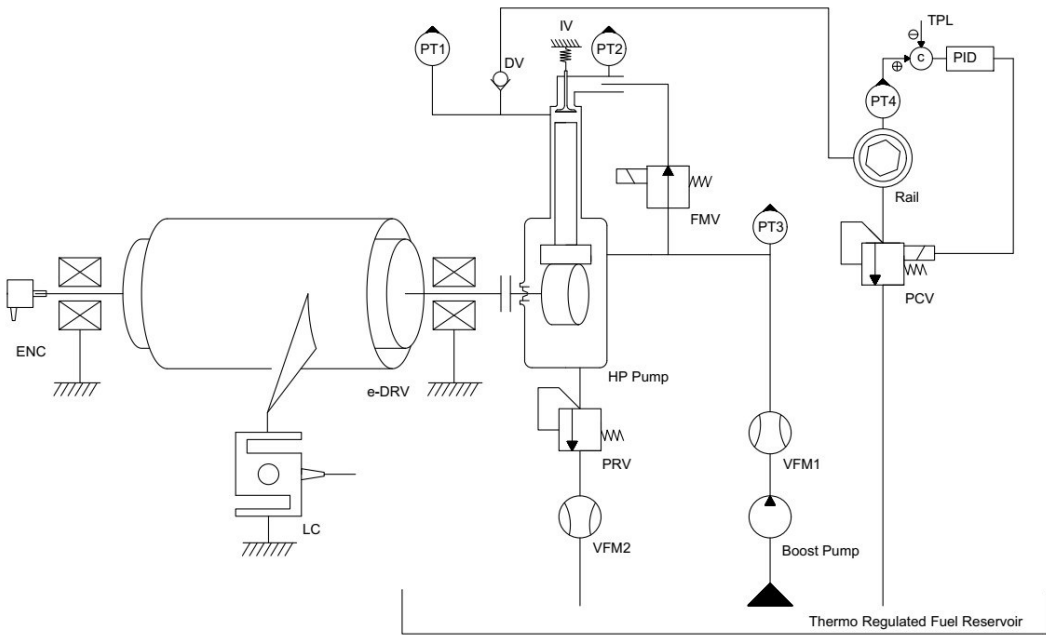 TPL
IV
PT1
PT2
DV
⊖
C
PID
⊕
PT4
FMV
Rail
PT3
PCV
ENC
HP Pump
e-DRV
PRV
VFM1
LC
VFM2
Boost Pump
Thermo Regulated Fuel Reservoir